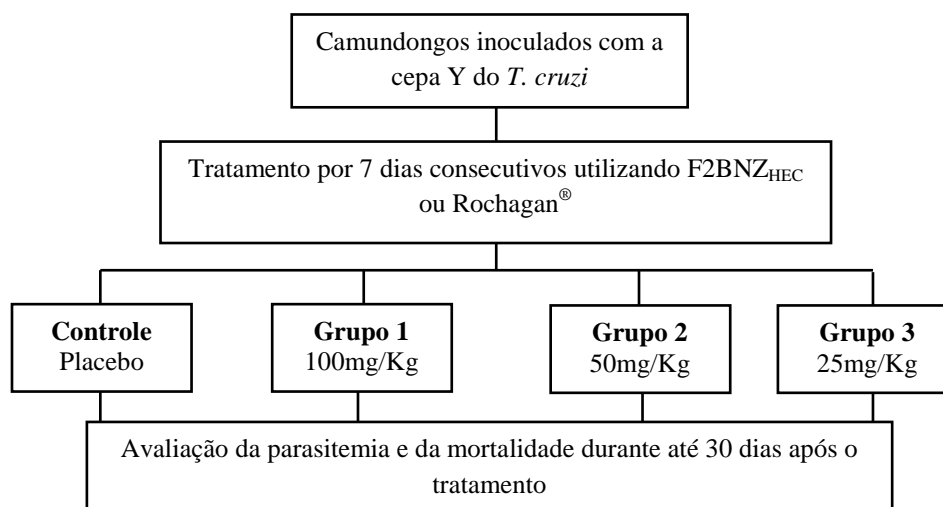 Camundongos inoculados com a
cepa Y do T. cruzi
Tratamento por 7 dias consecutivos utilizando F2BNZHEC
ou Rochagan®
Controle
Placebo
Grupo 1
100mg/Kg
Grupo 2
50mg/Kg
Grupo 3
25mg/Kg
Avaliação da parasitemia e da mortalidade durante até 30 dias após o
tratamento